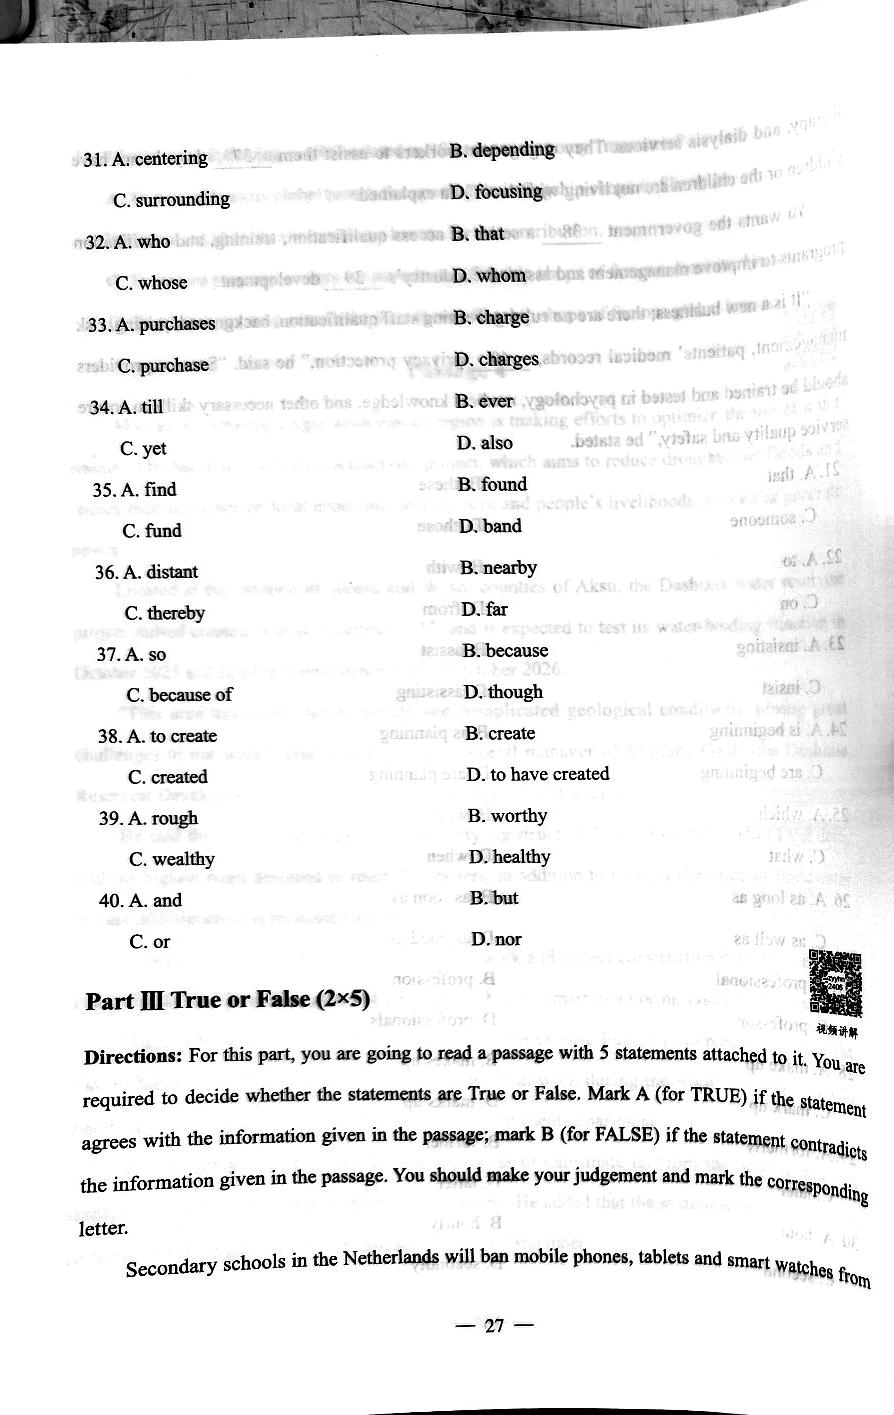 31. A. centering B. depending
C. surrounding D. focusing
32. A. who B. that
C. whose D. whom
33. A. purchases B. charge
C. purchase D. charges
34. A. till B. ever
C. yet D. also
35. A. find B. found
C. fund D. band
36. A. distant B. nearby
C. thereby D. far
37. A. so B. because
C. because of D. though
38. A. to create B. create
C. created D. to have created
39. A. rough B. worthy
C. wealthy D. healthy
40. A. and B. but
C. or D. nor
视频讲解
Part Ⅲ True or False (2×5)
Directions: For this part, you are going to read a passage with 5 statements attached to it. You are
required to decide whether the statements are True or False. Mark A (for TRUE) if the statement
agrees with the information given in the passage; mark B (for FALSE) if the statement contradicts
the information given in the passage. You should make your judgement and mark the corresponding
letter.
Secondary schools in the Netherlands will ban mobile phones, tablets and smart watches from
— 27 —